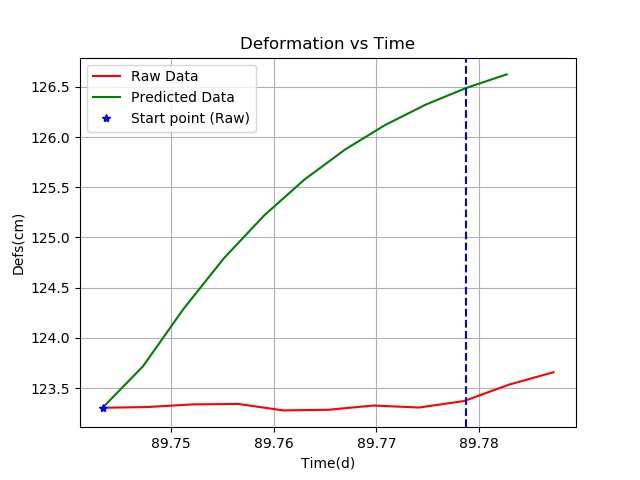 Deformation vs Time
Raw Data
Predicted Data
Start point (Raw)
126.5
126.0
125.5
125.0
124.5
124.0
123.5
Defs(cm)
89.75 89.76 89.77 89.78
Time(d)